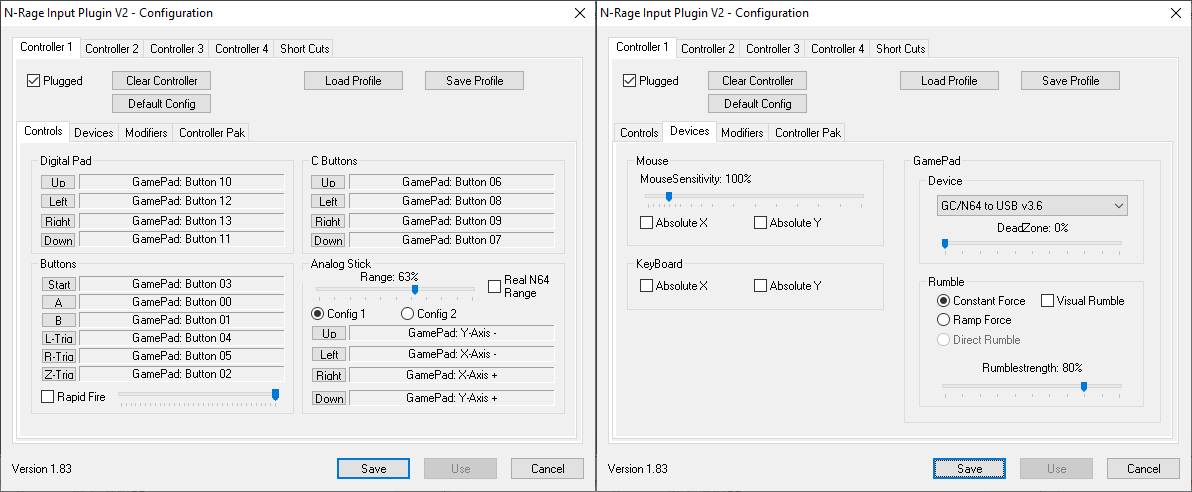 N-Rage Input Plugin V2 - Configuration
Controller 1 Controller 2 Controller 3 Controller 4 Short Cuts
Plugged Clear Controller Load Profile Save Profile
Default Config
Controls Devices Modifiers Controller Pak
Digital Pad
Up GamePad: Button 10
Left GamePad: Button 12
Right GamePad: Button 13
Down GamePad: Button 11
C Buttons
Up GamePad: Button 06
Left GamePad: Button 08
Right GamePad: Button 09
Down GamePad: Button 07
Buttons
Start GamePad: Button 03
A GamePad: Button 00
B GamePad: Button 01
L-Trig GamePad: Button 04
R-Trig GamePad: Button 05
Z-Trig GamePad: Button 02
Rapid Fire
Analog Stick
Range: 63%
Real N64
Range
Config 1 Config 2
Up GamePad: Y-Axis -
Left GamePad: X-Axis -
Right GamePad: X-Axis +
Down GamePad: Y-Axis +
Version 1.83 Save Use Cancel
N-Rage Input Plugin V2 - Configuration
Controller 1 Controller 2 Controller 3 Controller 4 Short Cuts
Plugged Clear Controller Load Profile Save Profile
Default Config
Controls Devices Modifiers Controller Pak
Mouse
MouseSensitivity: 100%
Absolute X Absolute Y
KeyBoard
Absolute X Absolute Y
GamePad
Device
GC/N64 to USB v3.6
DeadZone: 0%
Rumble
Constant Force Visual Rumble
Ramp Force
Direct Rumble
Rumblestrength: 80%
Version 1.83 Save Use Cancel